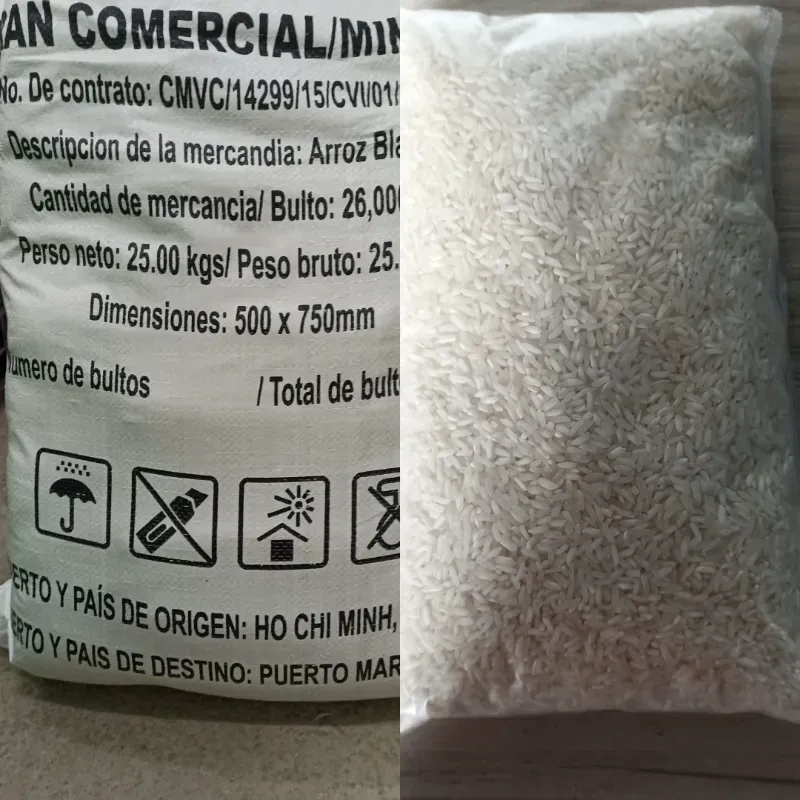 AN COMERCIAL/MIN
No. De contrato: CMVC/14299/15/CVI/01/
Descripcion de la mercandia: Arroz Bla
Cantidad de mercancia/ Bulto: 26,000
Perso neto: 25.00 kgs/ Peso bruto: 25.
Dimensiones: 500 x 750mm
umero de bultos / Total de bult
ERTO Y PAÍS DE ORIGEN: HO CHI MINH,
ERTO Y PAIS DE DESTINO: PUERTO MAR